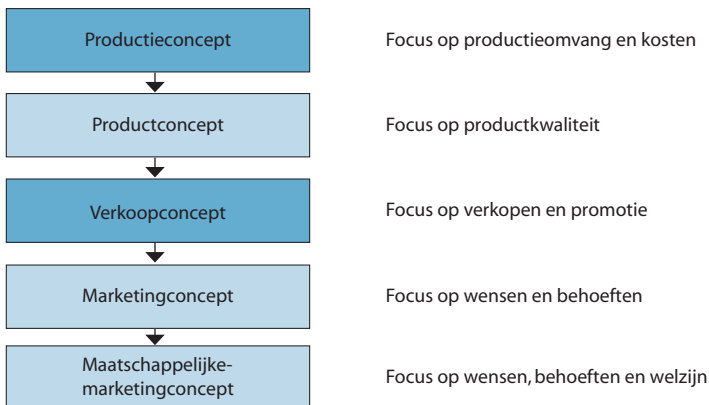 Productieconcept
Focus op productieomvang en kosten
Productconcept
Focus op productkwaliteit
Verkoopconcept
Focus op verkopen en promotie
Marketingconcept
Focus op wensen en behoeften
Maatschappelijke-
marketingconcept
Focus op wensen, behoeften en welzijn